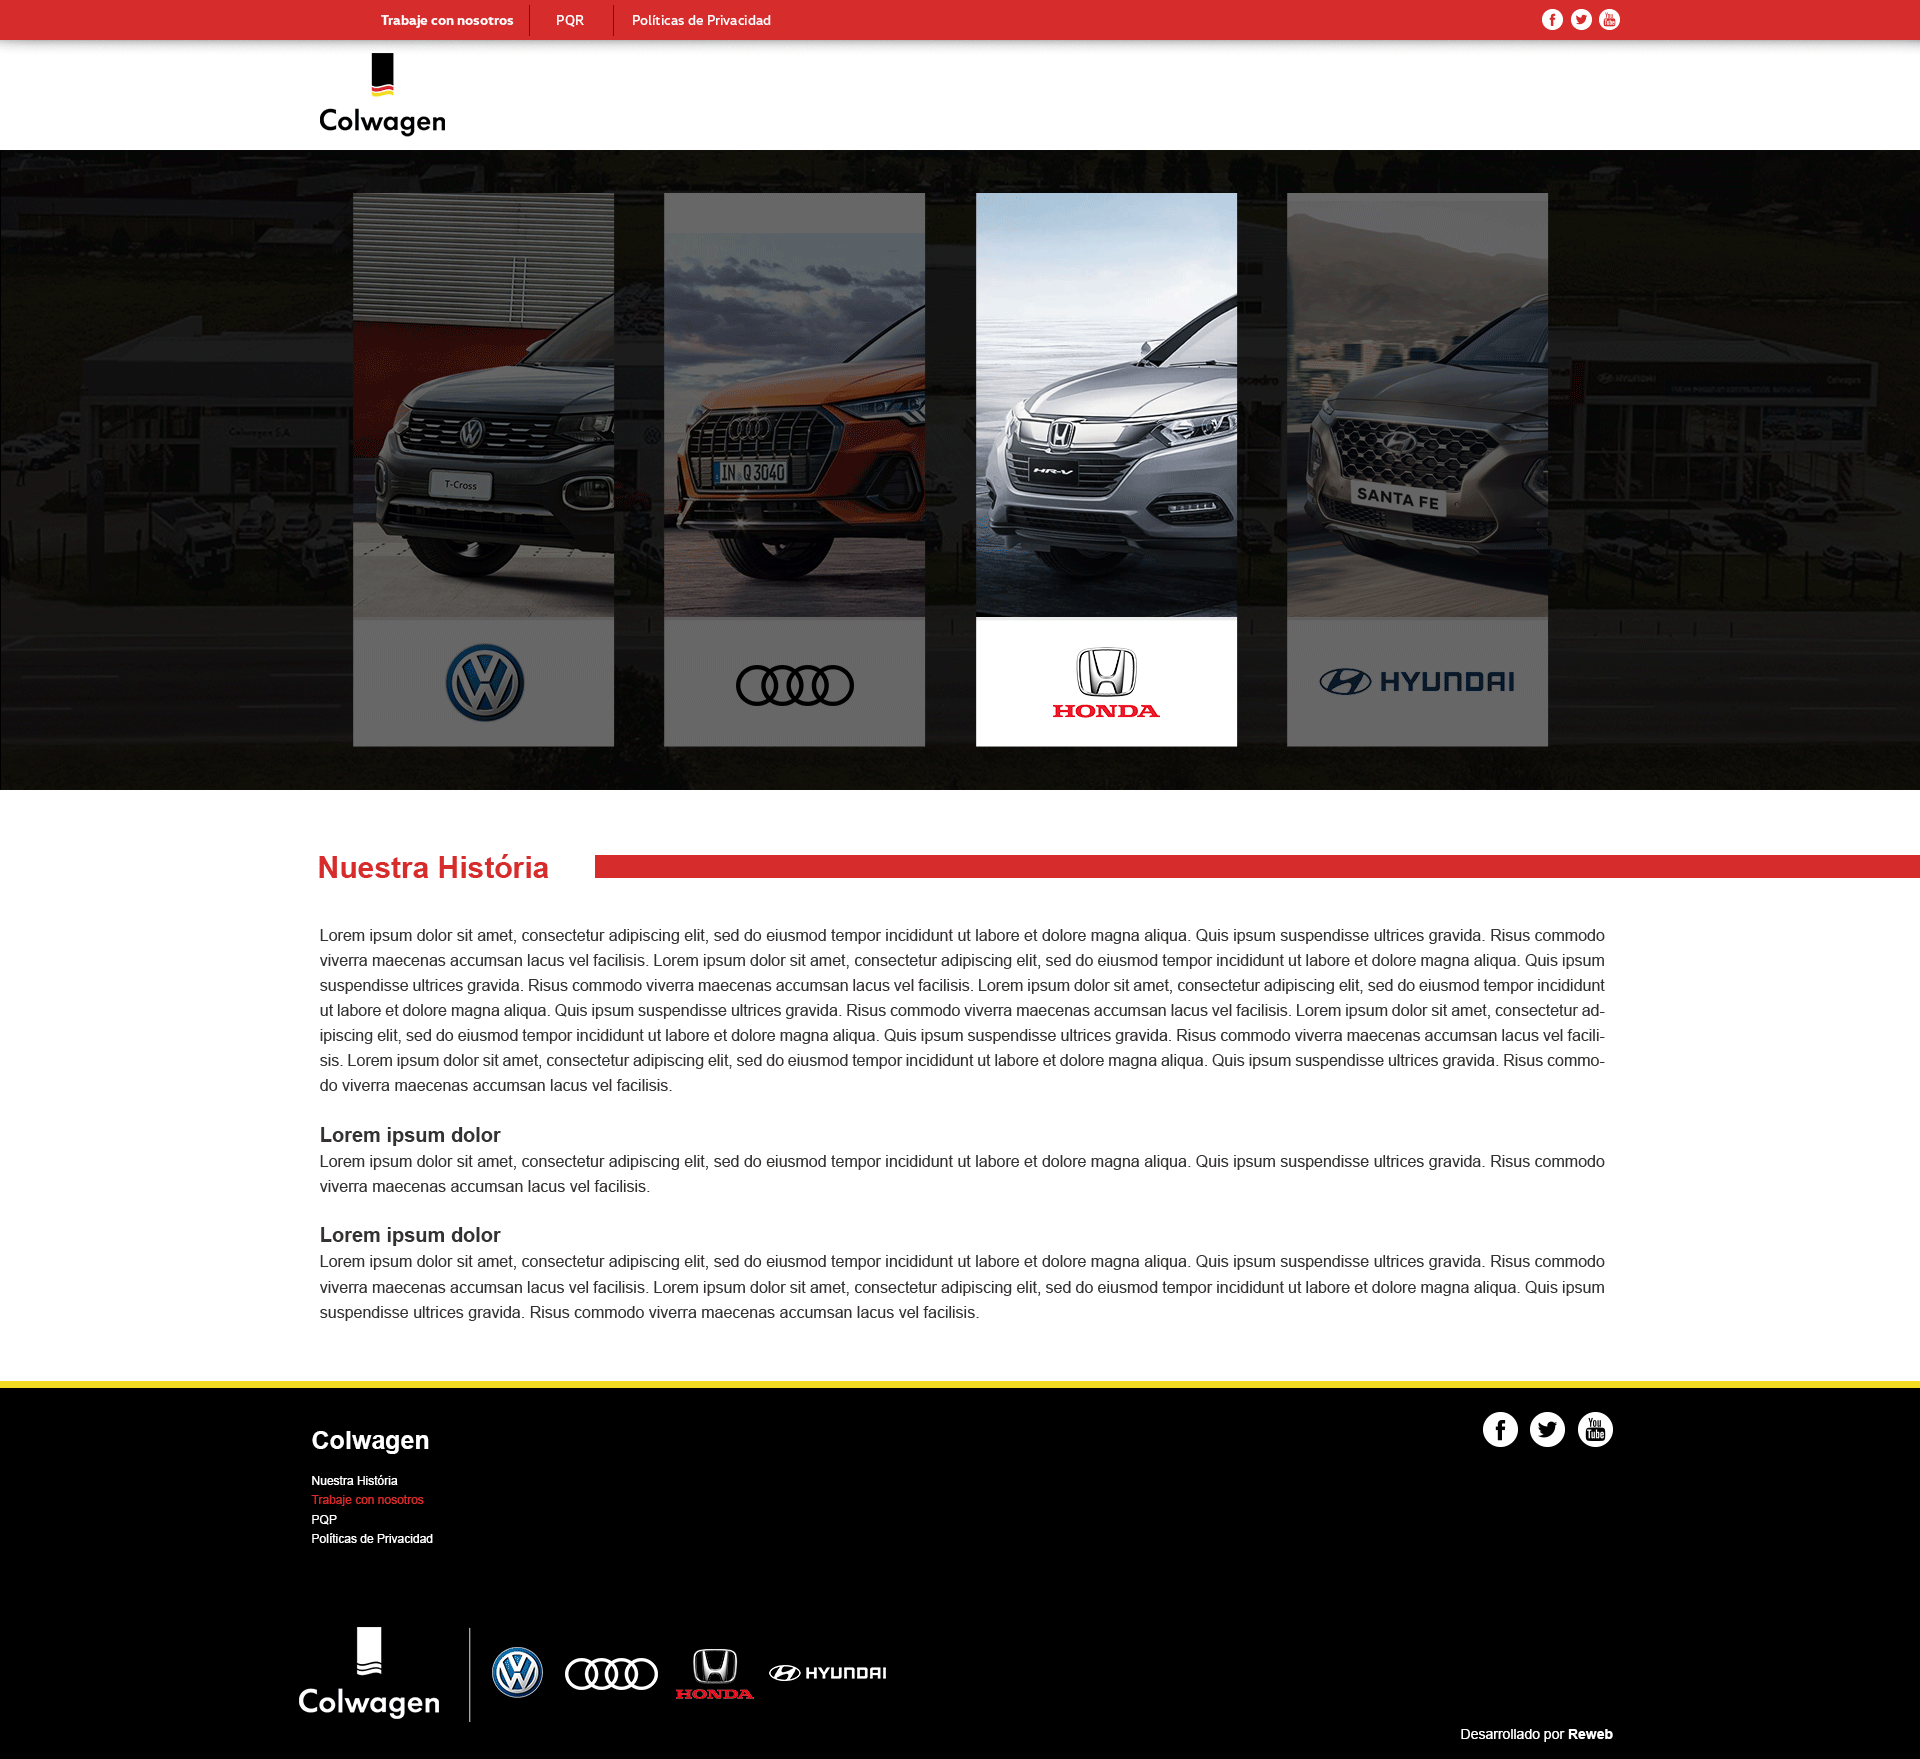 Trabaje con nosotros
PQR
Políticas de Privacidad
Colwagen
Colwagen S.A.
HYUNDAI
Colwagen
T-Cross
IN Q 3040
HR-V
SANTA FE
HONDA
HYUNDAI
Nuestra História
Lorem ipsum dolor sit amet, consectetur adipiscing elit, sed do eiusmod tempor incididunt ut labore et dolore magna aliqua. Quis ipsum suspendisse ultrices gravida. Risus commodo
viverra maecenas accumsan lacus vel facilisis. Lorem ipsum dolor sit amet, consectetur adipiscing elit, sed do eiusmod tempor incididunt ut labore et dolore magna aliqua. Quis ipsum
suspendisse ultrices gravida. Risus commodo viverra maecenas accumsan lacus vel facilisis. Lorem ipsum dolor sit amet, consectetur adipiscing elit, sed do eiusmod tempor incididunt
ut labore et dolore magna aliqua. Quis ipsum suspendisse ultrices gravida. Risus commodo viverra maecenas accumsan lacus vel facilisis. Lorem ipsum dolor sit amet, consectetur ad-
ipiscing elit, sed do eiusmod tempor incididunt ut labore et dolore magna aliqua. Quis ipsum suspendisse ultrices gravida. Risus commodo viverra maecenas accumsan lacus vel facili-
sis. Lorem ipsum dolor sit amet, consectetur adipiscing elit, sed do eiusmod tempor incididunt ut labore et dolore magna aliqua. Quis ipsum suspendisse ultrices gravida. Risus commo-
do viverra maecenas accumsan lacus vel facilisis.
Lorem ipsum dolor
Lorem ipsum dolor sit amet, consectetur adipiscing elit, sed do eiusmod tempor incididunt ut labore et dolore magna aliqua. Quis ipsum suspendisse ultrices gravida. Risus commodo
viverra maecenas accumsan lacus vel facilisis.
Lorem ipsum dolor
Lorem ipsum dolor sit amet, consectetur adipiscing elit, sed do eiusmod tempor incididunt ut labore et dolore magna aliqua. Quis ipsum suspendisse ultrices gravida. Risus commodo
viverra maecenas accumsan lacus vel facilisis. Lorem ipsum dolor sit amet, consectetur adipiscing elit, sed do eiusmod tempor incididunt ut labore et dolore magna aliqua. Quis ipsum
suspendisse ultrices gravida. Risus commodo viverra maecenas accumsan lacus vel facilisis.
Colwagen
You
Tube
Nuestra História
Trabaje con nosotros
PQP
Políticas de Privacidad
Colwagen
HONDA
HYUNDAI
Desarrollado por Reweb